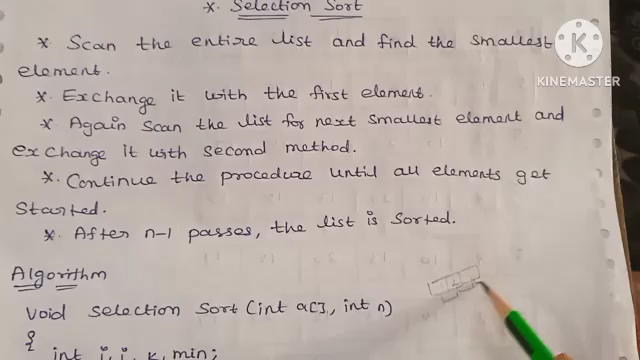 * Selection Sort
* Scan the entire list and find the smallest
element.
* Exchange it with the first element.
* Again scan the list for next smallest element and
exchange it with second method.
* Continue the procedure until all elements get
started.
* After n-1 passes, the list is sorted.
Algorithm
Void selection sort (int a[], int n)
{
int i, j, k, min;
KINEMASTER